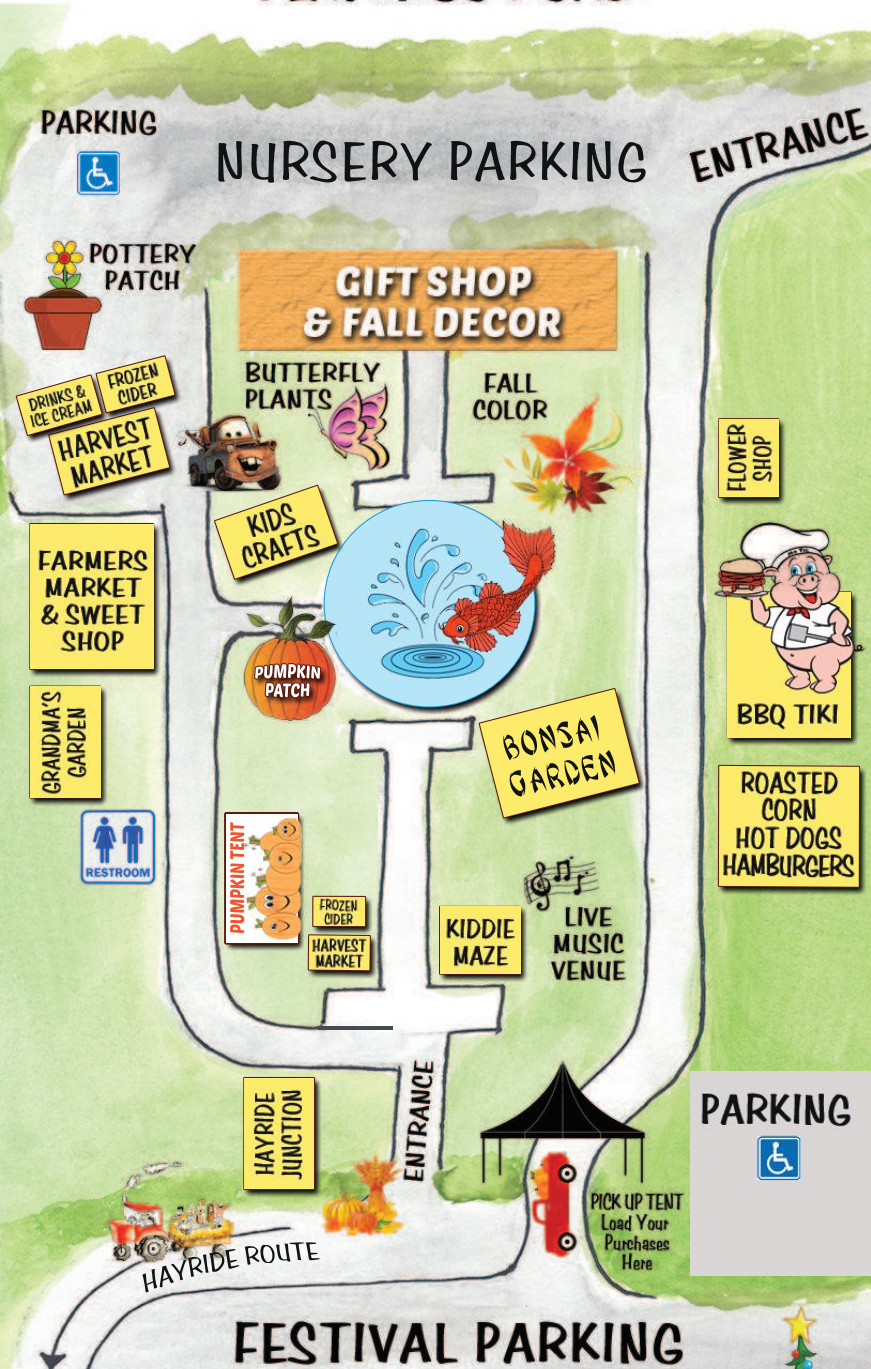 PARKING
NURSERY PARKING
ENTRANCE
POTTERY
PATCH
GIFT SHOP
& FALL DECOR
BUTTERFLY
PLANTS
FALL
COLOR
DRINKS &
ICE CREAM
FROZEN
CIDER
HARVEST
MARKET
FLOWER
SHOP
KIDS
CRAFTS
FARMERS
MARKET
& SWEET
SHOP
PUMPKIN
PATCH
GRANDMA'S
GARDEN
BONSAI
GARDEN
BBQ TIKI
ROASTED
CORN
HOT DOGS
HAMBURGERS
RESTROOM
PUMPKIN TENT
FROZEN
CIDER
HARVEST
MARKET
KIDDIE
MAZE
LIVE
MUSIC
VENUE
HAYRIDE
JUNCTION
ENTRANCE
PARKING
PICK UP TENT
Load Your
Purchases
Here
HAYRIDE ROUTE
FESTIVAL PARKING